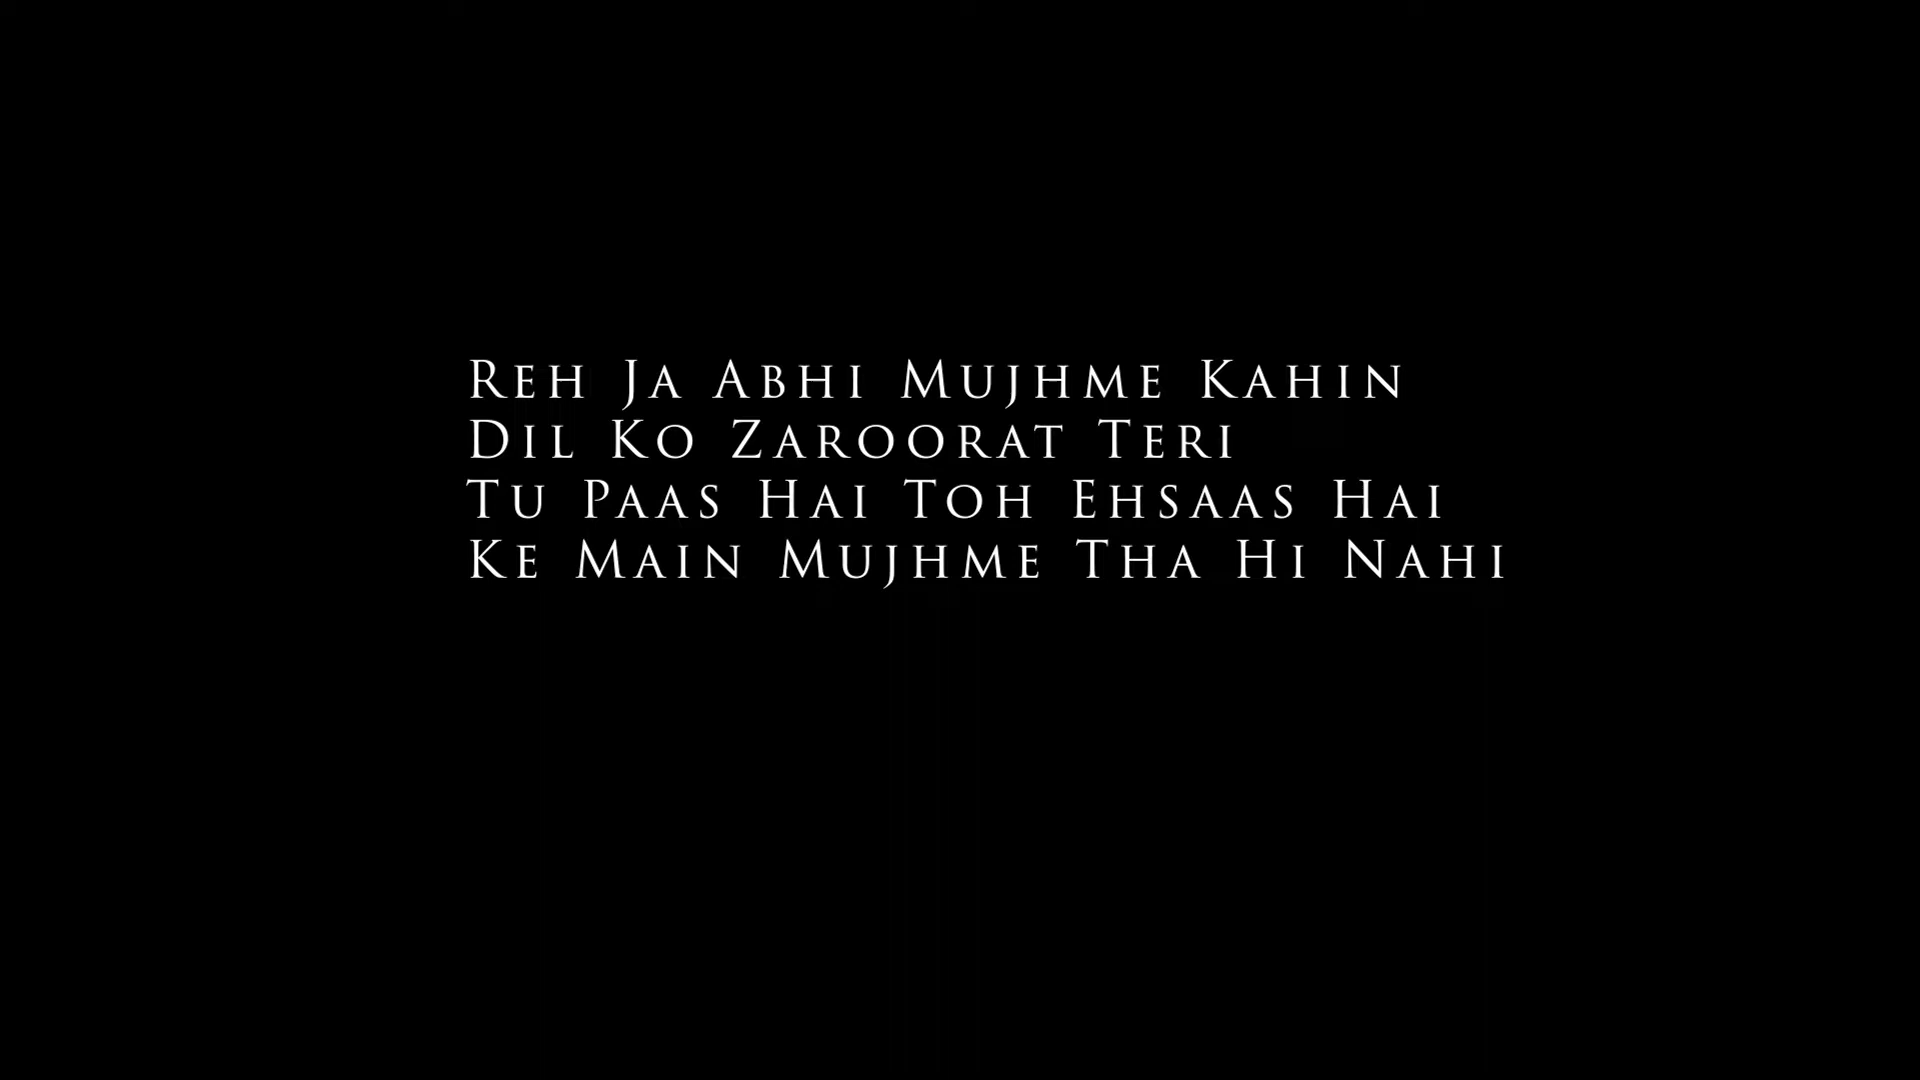 Reh Ja Abhi Mujhme Kahin
Dil Ko Zaroorat Teri
Tu Paas Hai Toh Ehsaas Hai
Ke Main Mujhme Tha Hi Nahi